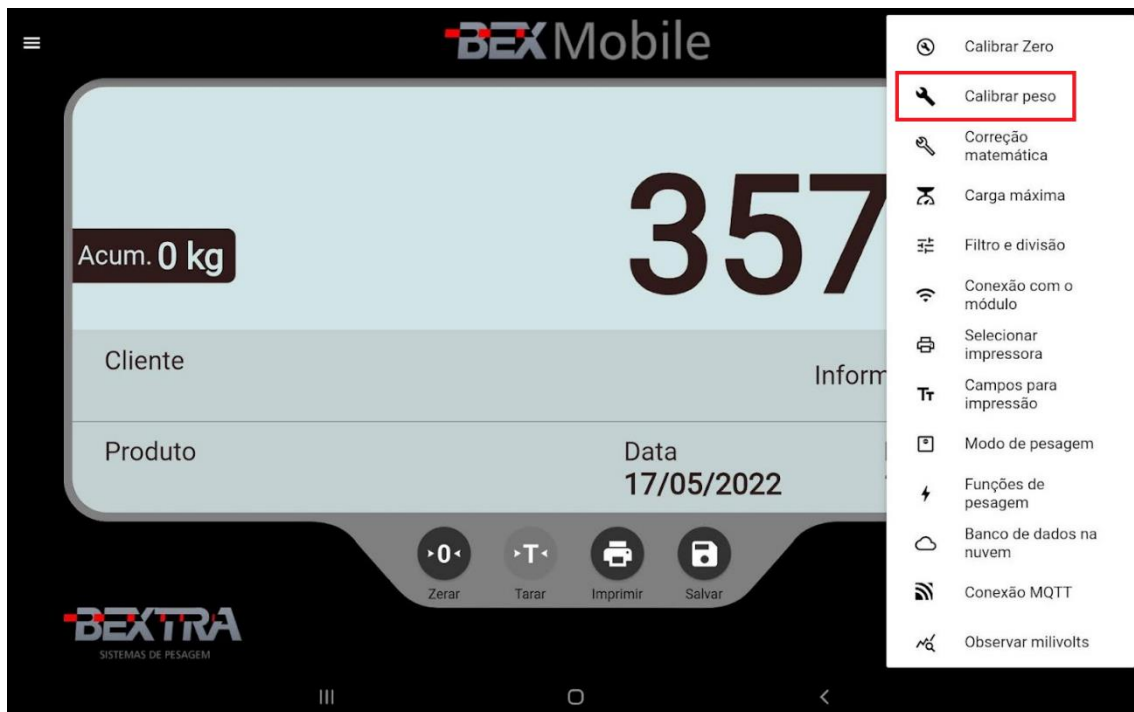 BEX Mobile
357
Acum. 0 kg
Cliente
Inform
Produto
Data
17/05/2022
0
T
Zerar
Tarar
Imprimir
Salvar
BEXTRA
SISTEMAS DE PESAGEM
Calibrar Zero
Calibrar peso
Correção
matemática
Carga máxima
Filtro e divisão
Conexão com o
módulo
Selecionar
impressora
Tт Campos para
impressão
Modo de pesagem
Funções de
pesagem
Banco de dados na
nuvem
Conexão MQTT
Observar milivolts